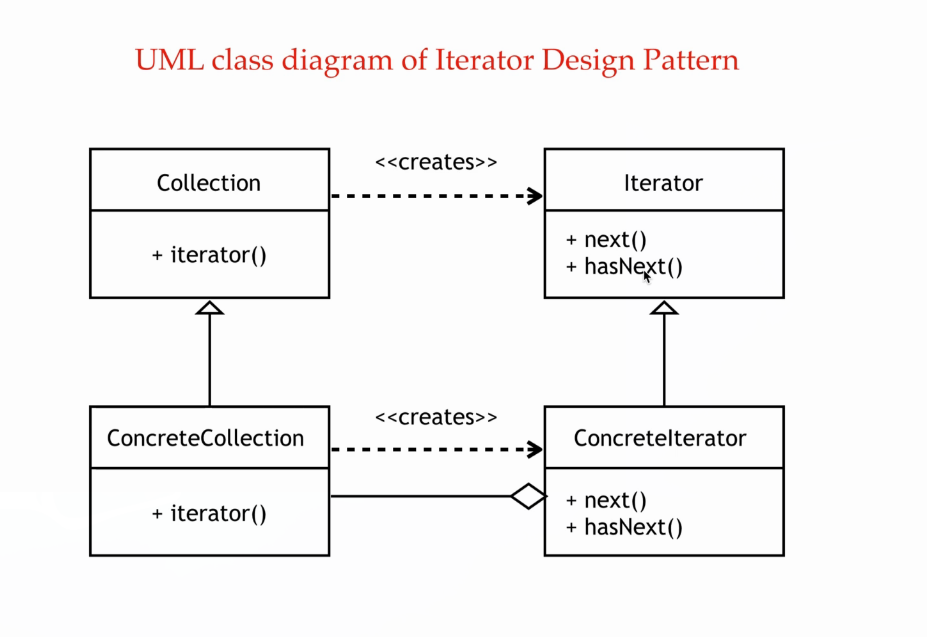 UML class diagram of Iterator Design Pattern
<<creates>>
Collection
Iterator
+ iterator()
+ next()
+ hasNext()
<<creates>>
ConcreteCollection
ConcreteIterator
+ iterator()
+ next()
+ hasNext()